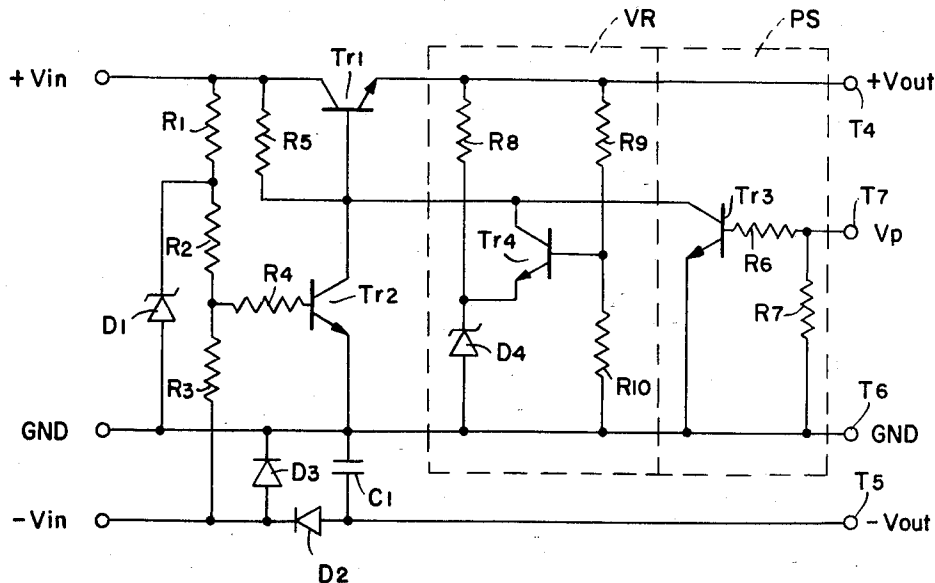 VR
PS
+Vin
Tr1
+Vout
R1
R5
R8
R9
T4
Tr3
T7
Vp
R2
R4
Tr4
R6
Tr2
R7
D1
D4
R3
R10
T6
GND
GND
D3
C1
T5
-Vin
-Vout
D2